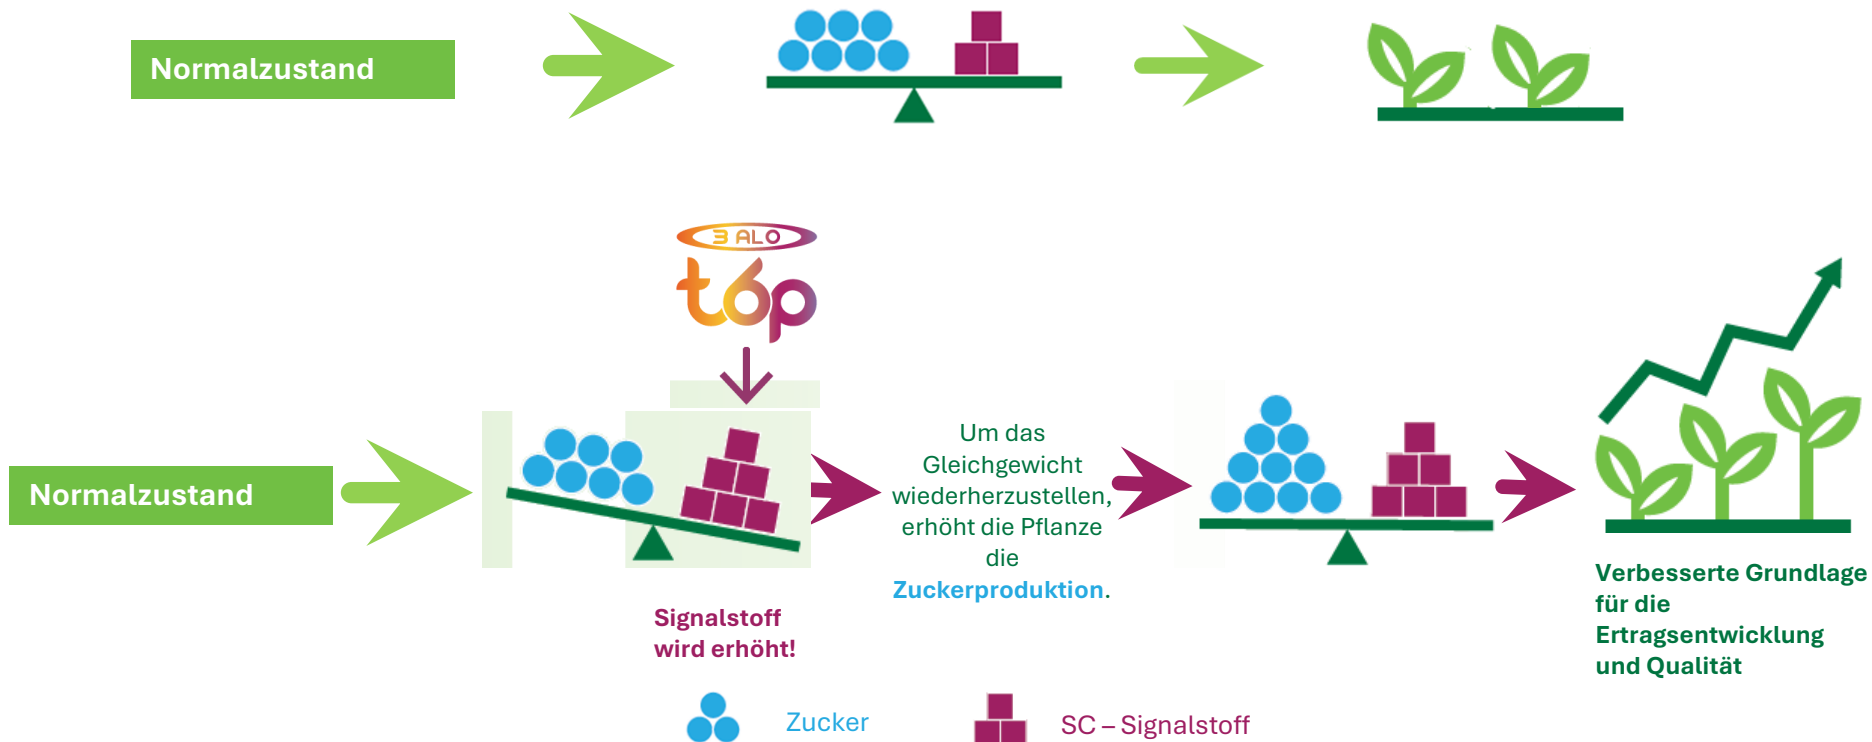 Normalzustand
3 ALO
t6p
Normalzustand
Signalstoff
wird erhöht!
Um das
Gleichgewicht
wiederherzustellen,
erhöht die Pflanze
die
Zuckerproduktion.
Verbesserte Grundlage
für die
Ertragsentwicklung
und Qualität
Zucker
SC – Signalstoff